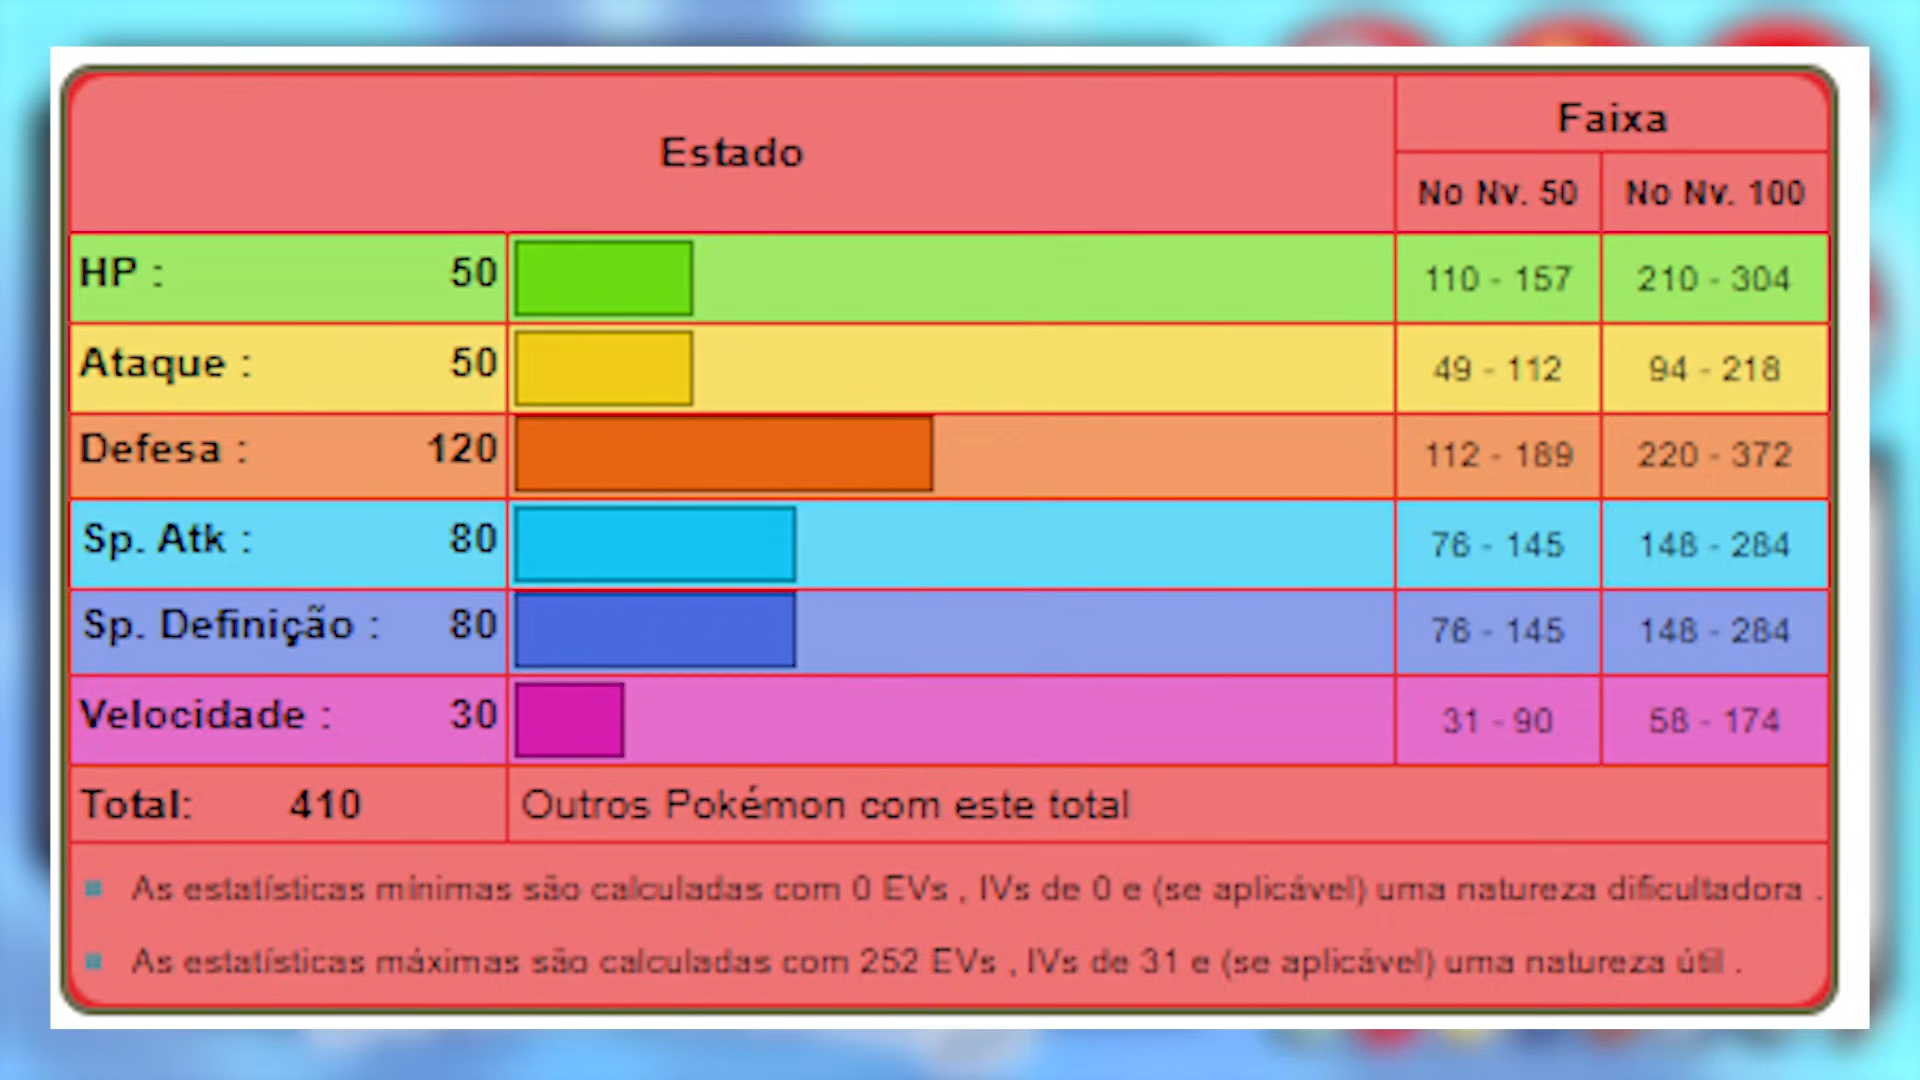 Estado
Faixa
No Nv. 50
No Nv. 100
HP : 50 110 - 157 210 - 304
Ataque : 50 49 - 112 94 - 218
Defesa : 120 112 - 189 220 - 372
Sp. Atk : 80 76 - 145 148 - 284
Sp. Definição : 80 76 - 145 148 - 284
Velocidade : 30 31 - 90 58 - 174
Total: 410 Outros Pokémon com este total
As estatísticas mínimas são calculadas com 0 EVs , IVs de 0 e (se aplicável) uma natureza dificultadora .
As estatísticas máximas são calculadas com 252 EVs , IVs de 31 e (se aplicável) uma natureza útil .